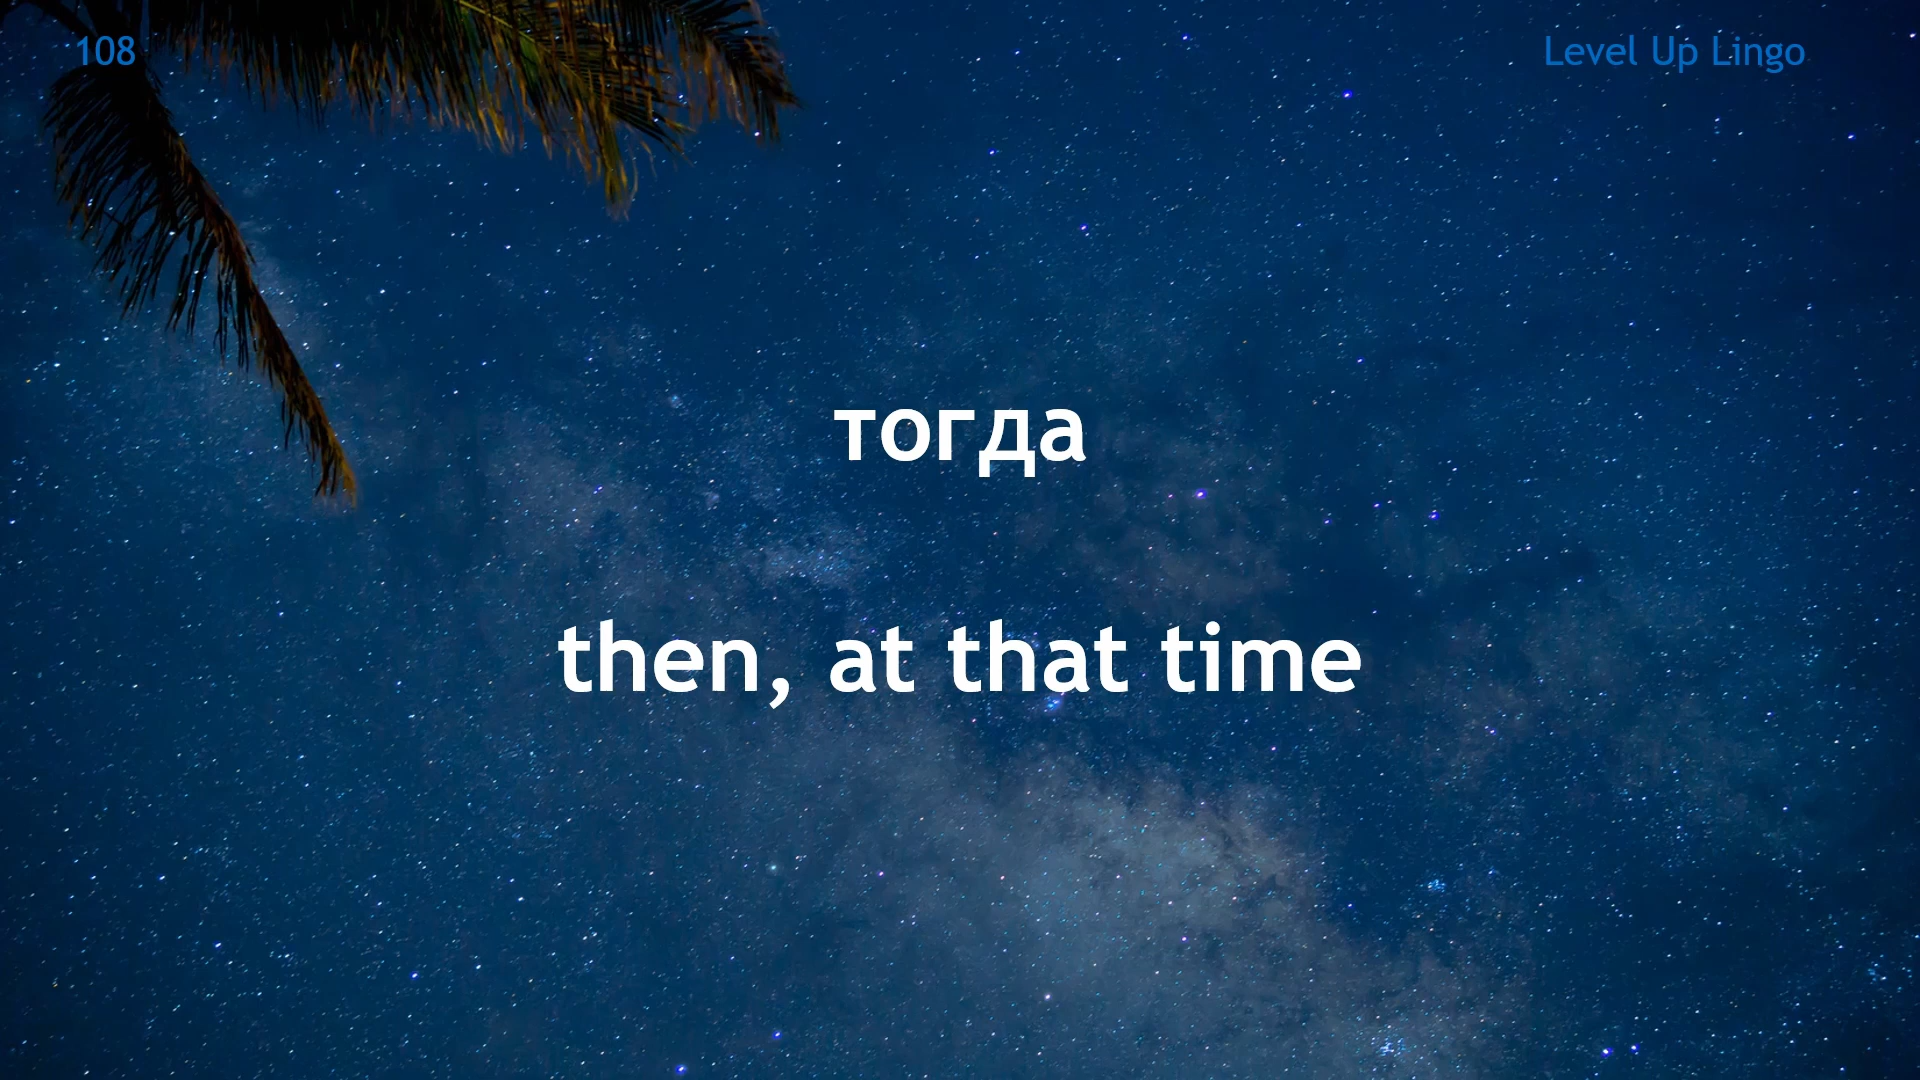 108
Level Up Lingo
тогда
then, at that time